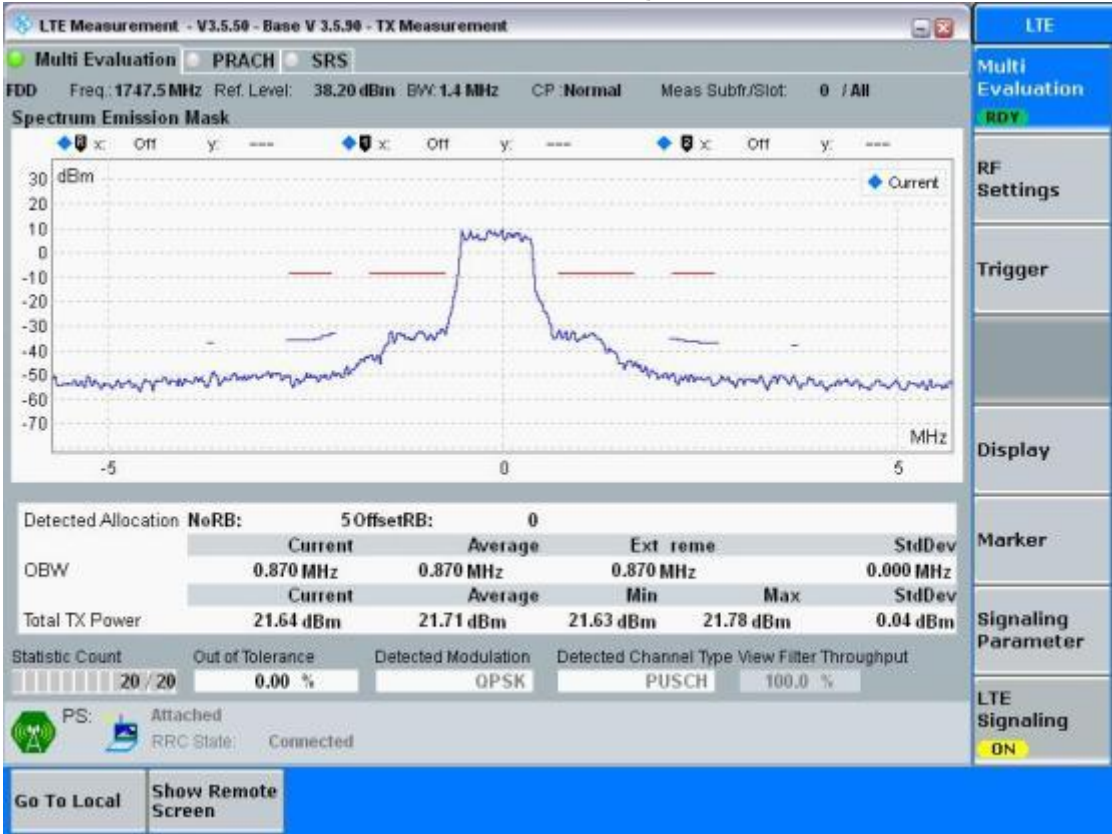 LTE Measurement - V3.5.50 - Base V 3.5.90 - TX Measurement
LTE
Multi Evaluation PRACH SRS
FDD Freq.: 1747.5 MHz Ref. Level: 38.20 dBm BW: 1.4 MHz CP :Normal Meas Subfr./Slot: 0 / All
Spectrum Emission Mask
x: Off y: --- x: Off y: --- x: Off y: ---
dBm
Current
30
20
10
0
-10
-20
-30
-40
-50
-60
-70
MHz
-5 0 5
Detected Allocation NoRB: 5 OffsetRB: 0
Current Average Ext reme StdDev
OBW 0.870 MHz 0.870 MHz 0.870 MHz 0.000 MHz
Current Average Min Max StdDev
Total TX Power 21.64 dBm 21.71 dBm 21.63 dBm 21.78 dBm 0.04 dBm
Statistic Count Out of Tolerance Detected Modulation Detected Channel Type View Filter Throughput
20 / 20 0.00 % QPSK PUSCH 100.0 %
PS: Attached
RRC State: Connected
Multi
Evaluation
RDY
RF
Settings
Trigger
Display
Marker
Signaling
Parameter
LTE
Signaling
ON
Go To Local
Show Remote
Screen